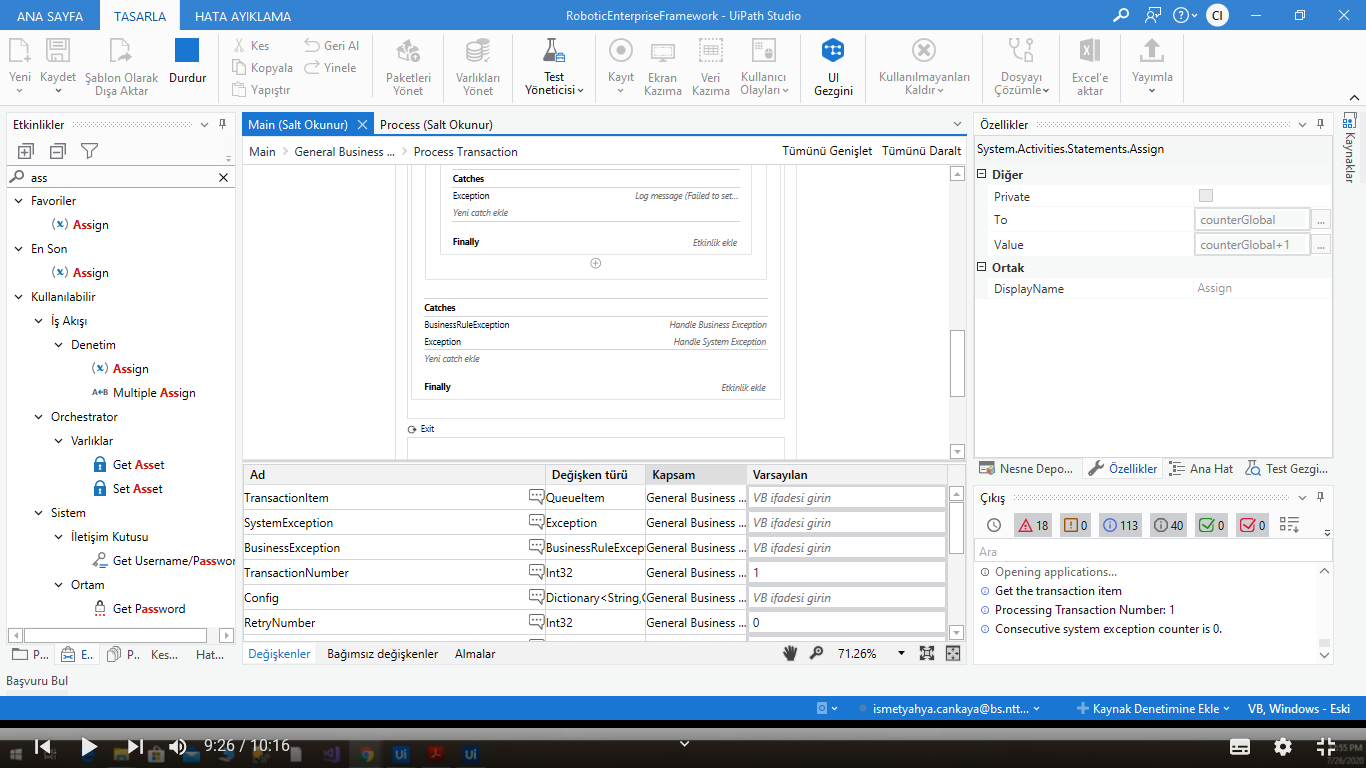 ANA SAYFA TASARLA HATA AYIKLAMA RoboticEnterpriseFramework - UiPath Studio CI
Yeni Kaydet Şablon Olarak Dışa Aktar Durdur
Kes Kopyala Yapıştır
Geri Al Yinele
Paketleri Yönet
Varlıkları Yönet
Test Yöneticisi
Kayıt Ekran Kazıma Veri Kazıma Kullanıcı Olayları
UI Gezgini
Kullanılmayanları Kaldır
Dosyayı Çözümle
Excel'e aktar
Yayımla
Etkinlikler
ass
Favoriler
(x) Assign
En Son
(x) Assign
Kullanılabilir
İş Akışı
Denetim
(x) Assign
A+B Multiple Assign
Orchestrator
Varlıklar
Get Asset
Set Asset
Sistem
İletişim Kutusu
Get Username/Passwor
Ortam
Get Password
P... E.. P.. Kes... Hat...
Main (Salt Okunur) Process (Salt Okunur)
Main General Business ... Process Transaction Tümünü Genişlet Tümünü Daralt
Catches
Exception Log message (Failed to set...
Yeni catch ekle
Finally Etkinlik ekle
Catches
BusinessRuleException Handle Business Exception
Exception Handle System Exception
Yeni catch ekle
Finally Etkinlik ekle
Exit
Ad Değişken türü Kapsam Varsayılan
TransactionItem QueueItem General Business ... VB ifadesi girin
SystemException Exception General Business ... VB ifadesi girin
BusinessException BusinessRuleExcep General Business ... VB ifadesi girin
TransactionNumber Int32 General Business ... 1
Config Dictionary<String,O General Business ... VB ifadesi girin
RetryNumber Int32 General Business ... 0
Değişkenler Bağımsız değişkenler Almalar 71.26%
Özellikler
System.Activities.Statements.Assign
Diğer
Private
To counterGlobal ...
Value counterGlobal+1 ...
Ortak
DisplayName Assign
Nesne Depo... Özellikler Ana Hat Test Gezgi...
Kaynaklar
Çıkış
18 0 113 40 0 0
Ara
Opening applications...
Get the transaction item
Processing Transaction Number: 1
Consecutive system exception counter is 0.
Başvuru Bul
ismetyahya.cankaya@bs.ntt... Kaynak Denetimine Ekle VB, Windows - Eski
9:26 / 10:16
7/26/2020